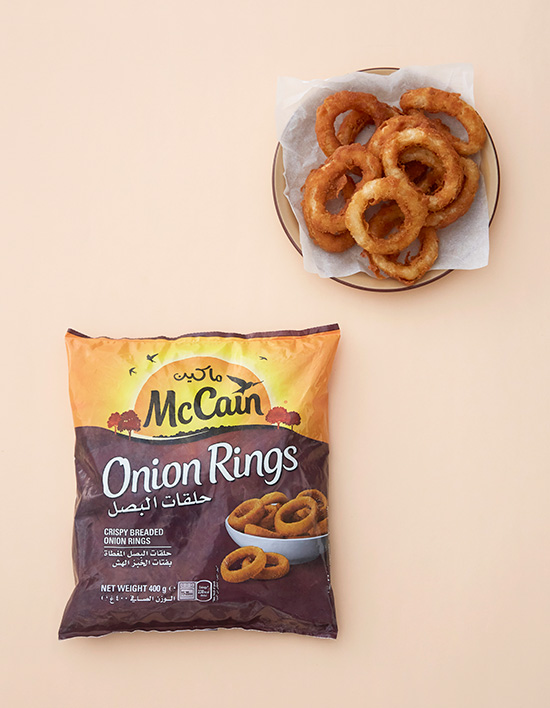 ماكين
McCain
Onion Rings
حلقات البصل
CRISPY BREADED
ONION RINGS
حلقات البصل المغطاة
بفتات الخبز الهش
NET WEIGHT 400 g
الوزن الصافي ٤٠٠ غ